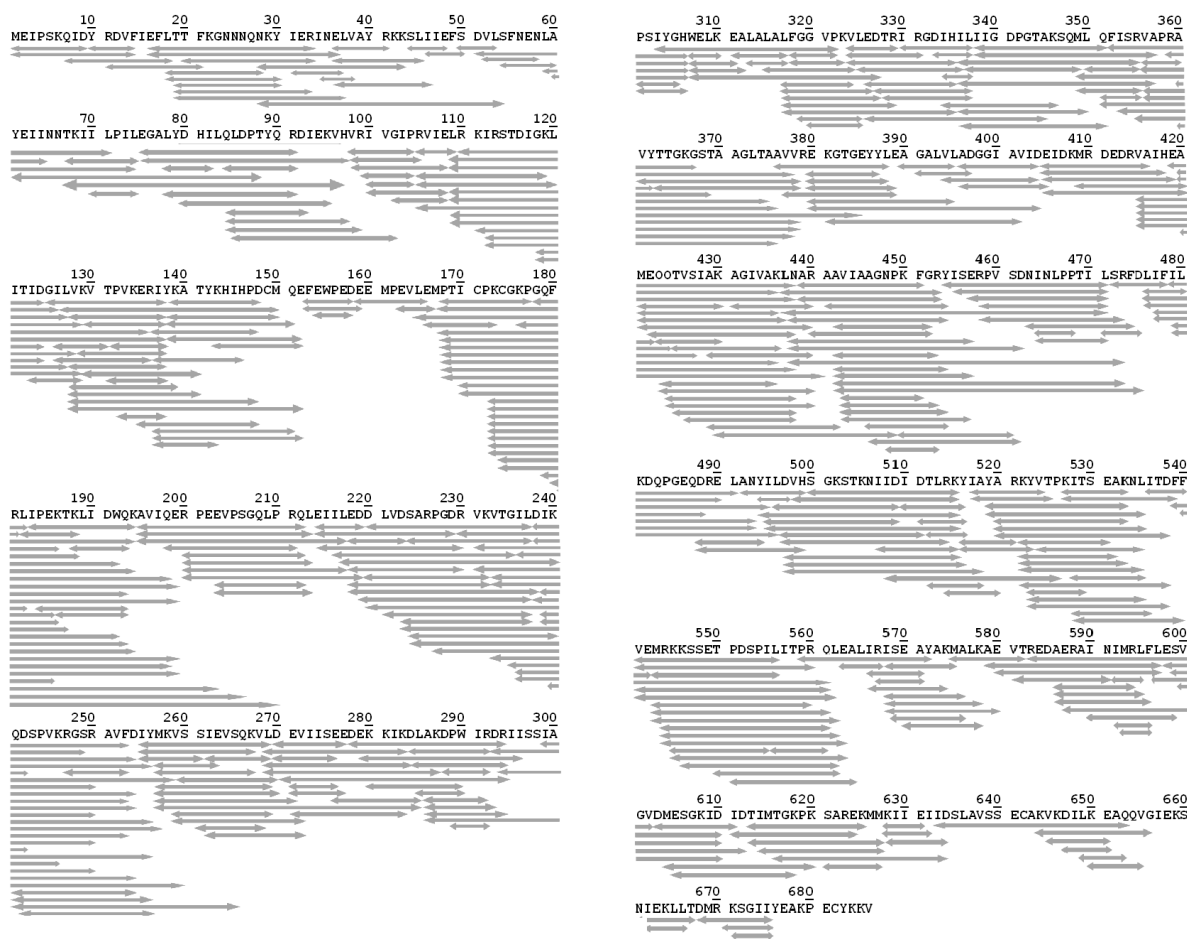 10 20 30 40 50 60
MEIPSKQIDY RDVFIEFLTT FKGNNNQNKY IERINELVAY RKKSLIIEFS DVLSFNENLA
70 80 90 100 110 120
YEIINNTKII LPILEGALYD HILQLDPTYQ RDIEKVHVRI VGIPRVIELR KIRSTDIGKL
130 140 150 160 170 180
ITIDGILVKV TPVKERIYKA TYKHIHPDCM QEFEWPEDEE MPEVLEMPTI CPKCGKPGQF
190 200 210 220 230 240
RLIPEKTKLI DWQKAVIQER PEEVPSGQLP RQLEIILEDD LVDSARPGDR VKVTGILDIK
250 260 270 280 290 300
QDSPVKRGSR AVFDIYMKVS SIEVSQKVLD EVIISEEDEK KIKDLAKDPW IRDRIISSIA
310 320 330 340 350 360
PSIYGHWELK EALALALFGG VPKVLEDTRI RGDIHILIIG DPGTAKSQML QFISRVAPRA
370 380 390 400 410 420
VYTTGKGSTA AGLTAAVVRE KGTGEYYLEA GALVLADGGI AVIDEIDKMR DEDRVAIHEA
430 440 450 460 470 480
MEQQTVSIAK AGIVAKLNAR AAVIAAGNPK FGRYISERPV SDNINLPPTI LSRFDLIFIL
490 500 510 520 530 540
KDQPGEQDRE LANYILDVHS GKSTKNIIDI DTLRKYIAYA RKYVTPKITS EAKNLITDFF
550 560 570 580 590 600
VEMRKKSSET PDSPILITPR QLEALIRISE AYAKMALKAE VTREDAERAI NIMRLFLESV
610 620 630 640 650 660
GVDMESGKID IDTIMTGKPK SAREKMMKII EIIDSLAVSS ECAKVKDILK EAQQVGIEKS
670 680
NIEKLLTDMR KSGIIYEAKP ECYKKV